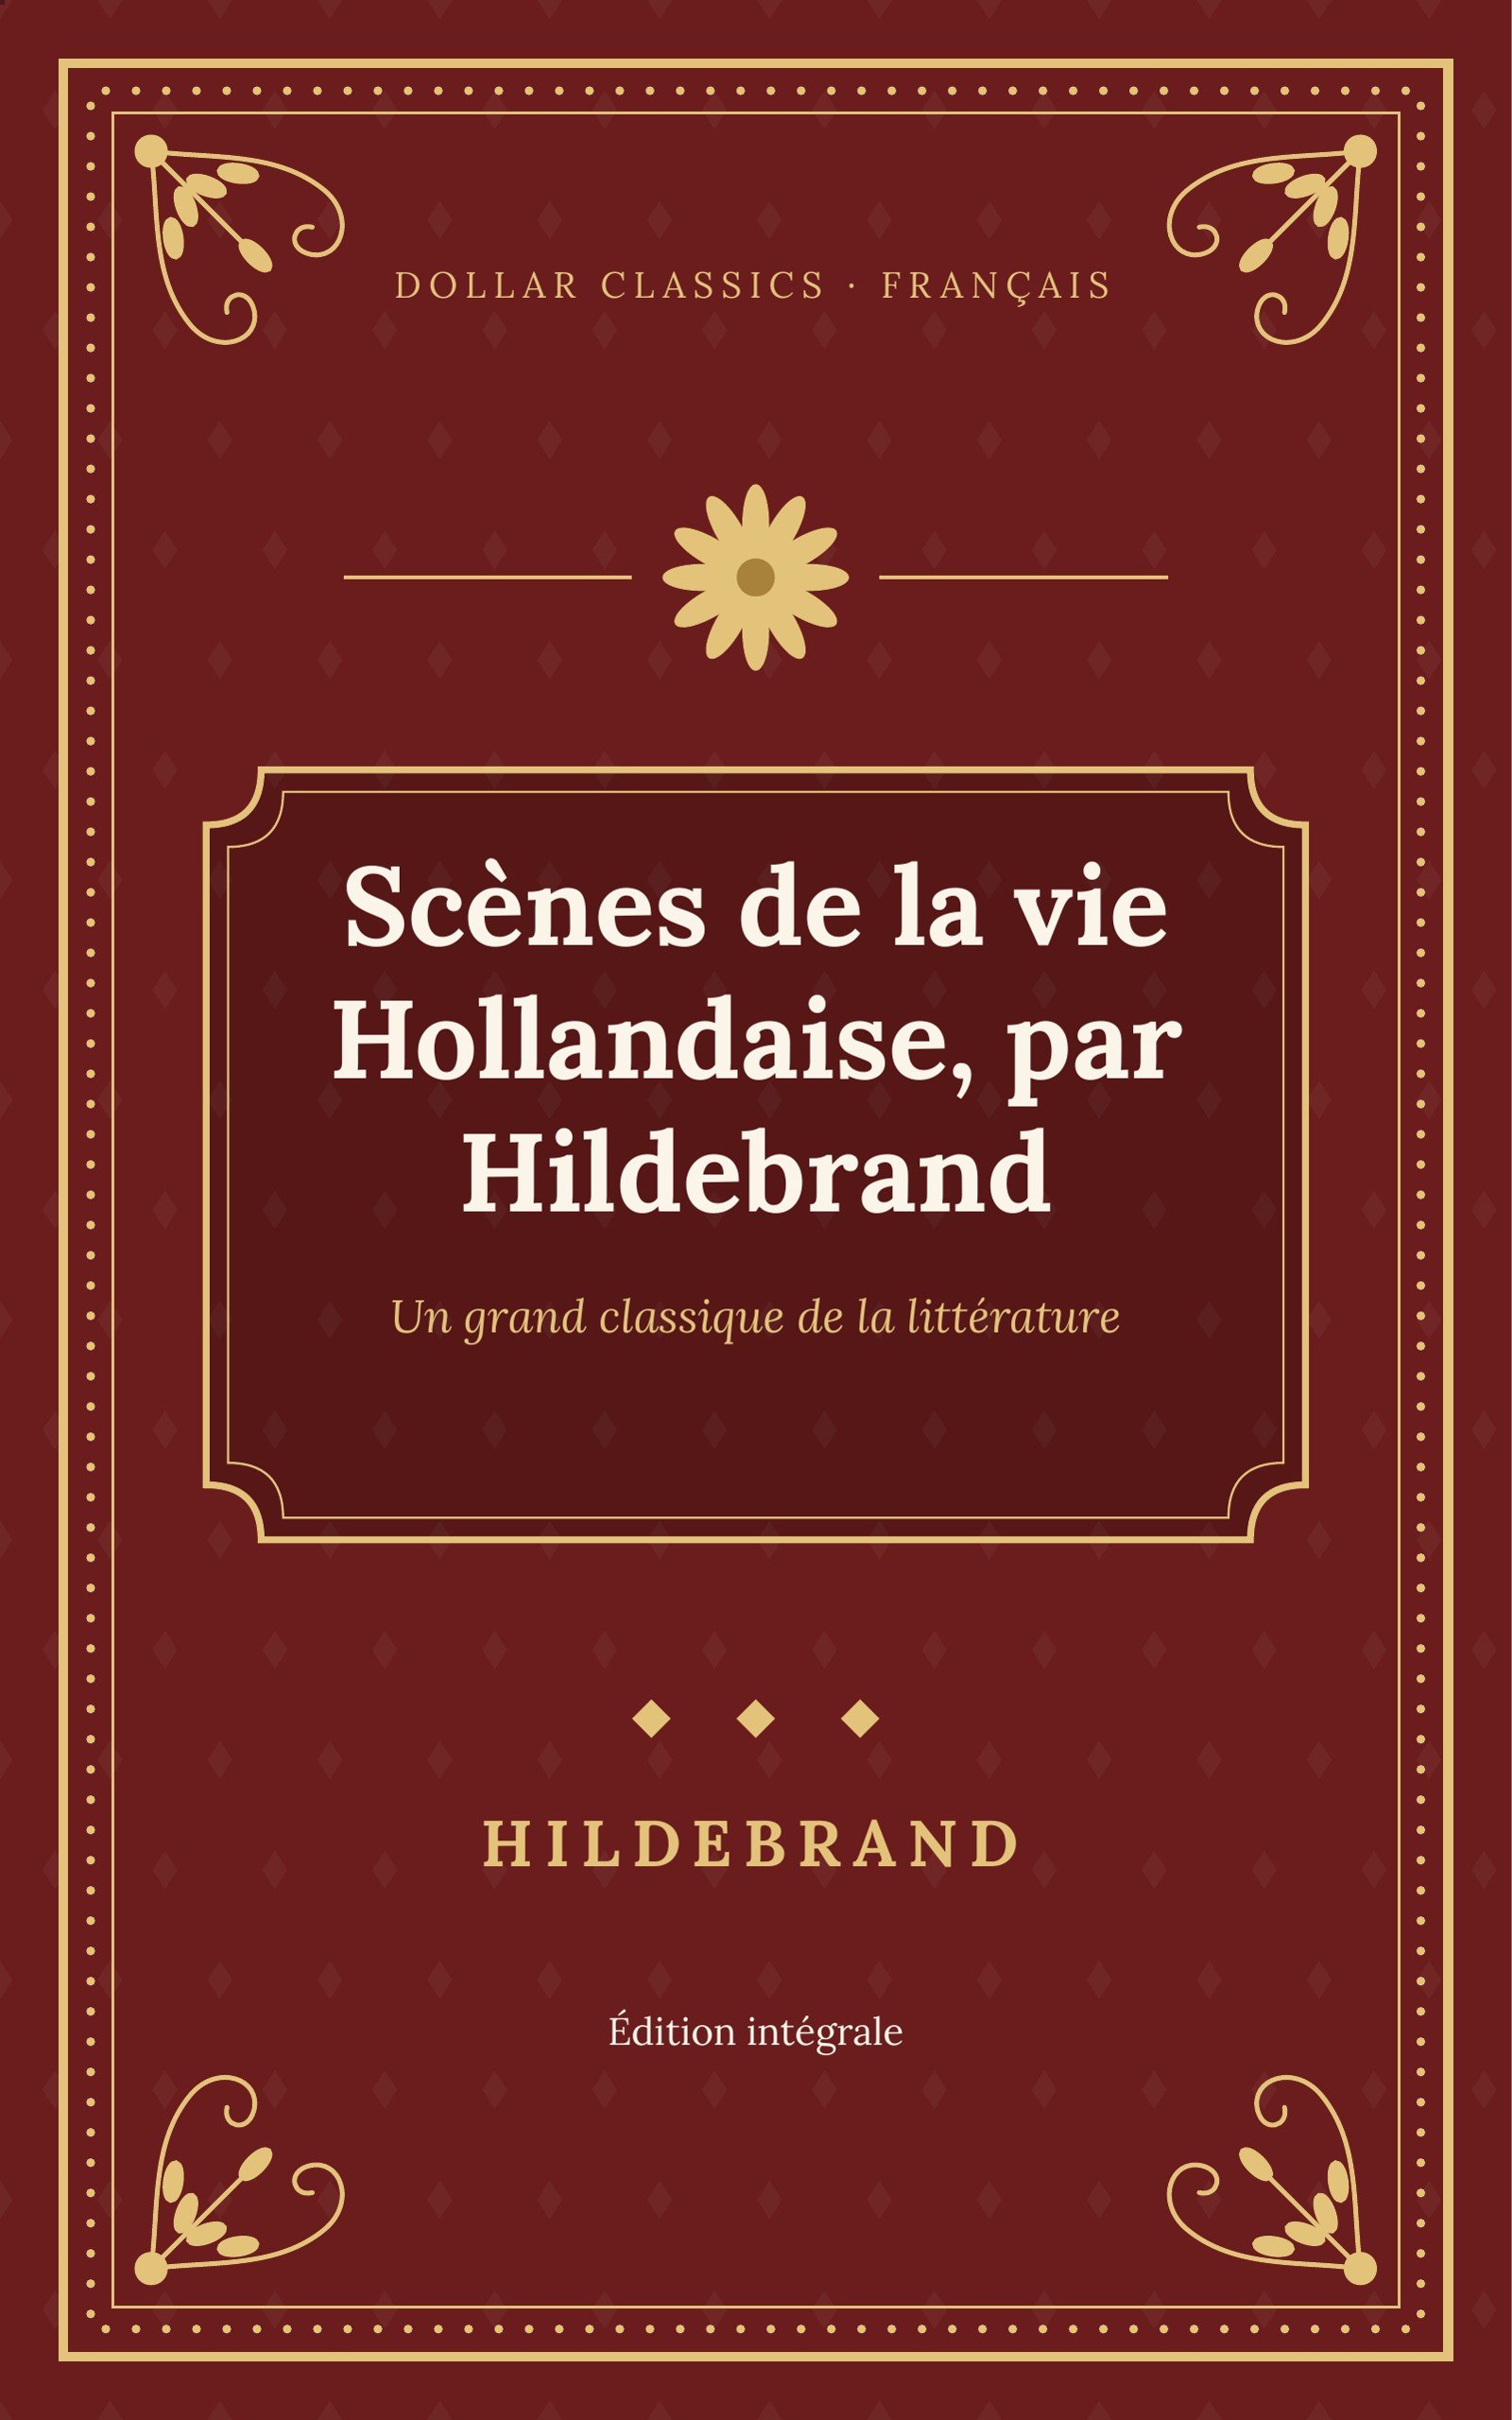 DOLLAR CLASSICS · FRANÇAIS
Scènes de la vie
Hollandaise, par
Hildebrand
Un grand classique de la littérature
HILDEBRAND
Édition intégrale